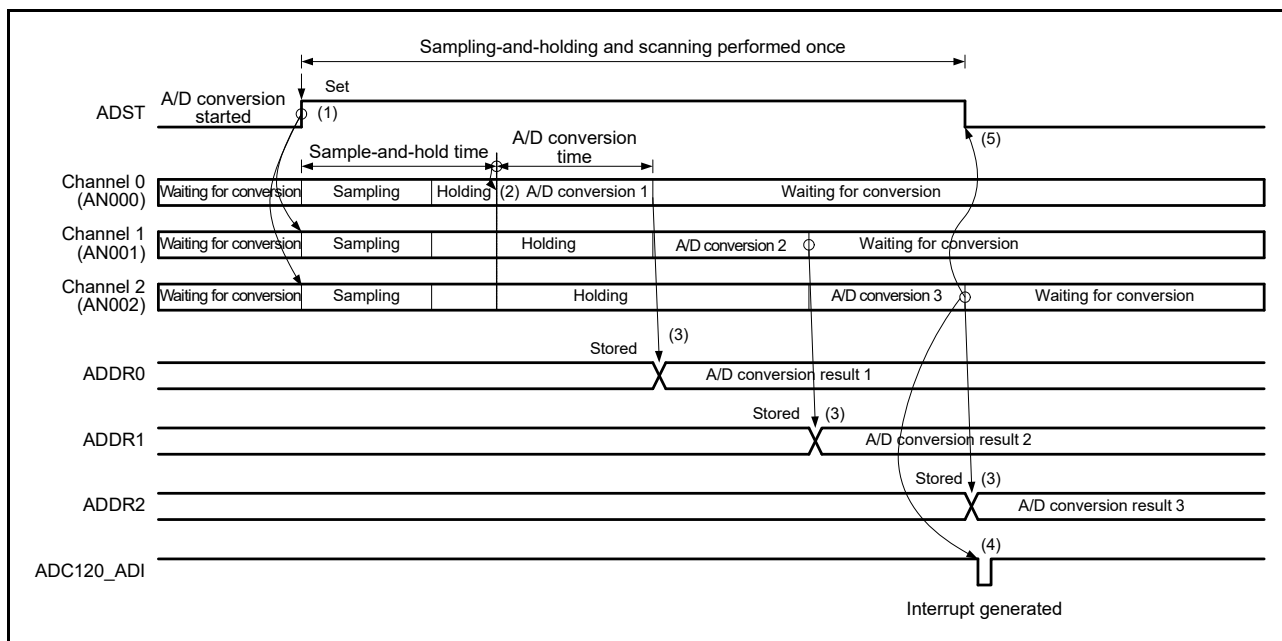 Sampling-and-holding and scanning performed once
ADST
A/D conversion
started
Set
(1)
(5)
Sample-and-hold time
A/D conversion
time
Channel 0
(AN000)
Waiting for conversion
Sampling
Holding
(2)
A/D conversion 1
Waiting for conversion
Channel 1
(AN001)
Waiting for conversion
Sampling
Holding
A/D conversion 2
Waiting for conversion
Channel 2
(AN002)
Waiting for conversion
Sampling
Holding
A/D conversion 3
Waiting for conversion
Stored
(3)
ADDR0
A/D conversion result 1
Stored
(3)
ADDR1
A/D conversion result 2
Stored
(3)
ADDR2
A/D conversion result 3
(4)
ADC120_ADI
Interrupt generated